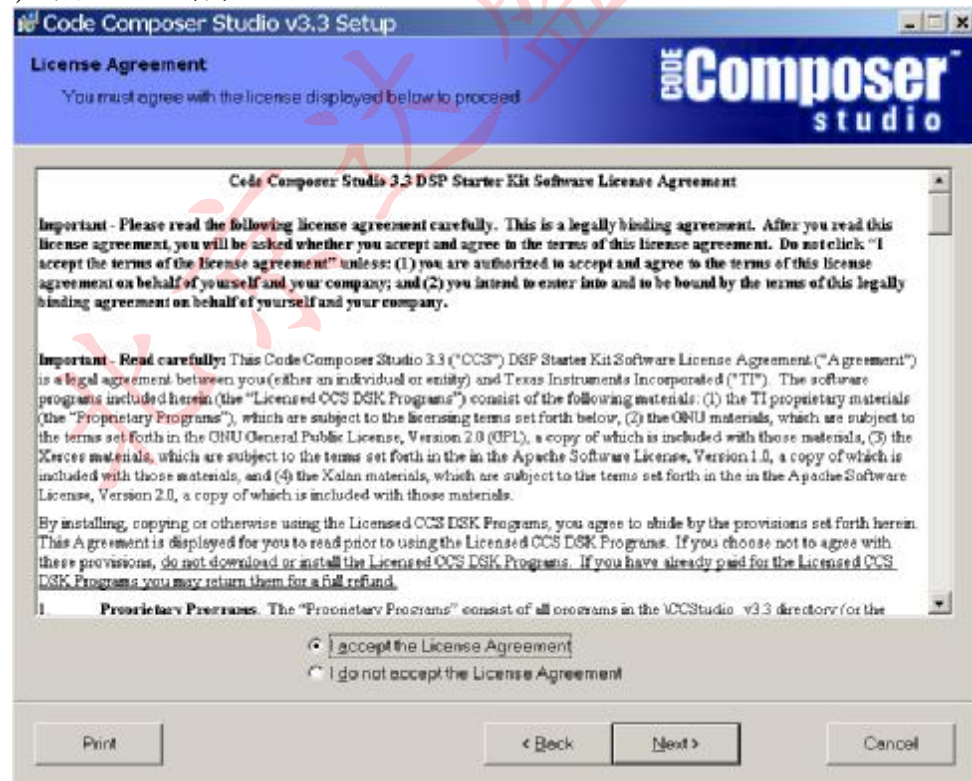 Code Composer Studio v3.3 Setup
License Agreement
You must agree with the license displayed below to proceed
CODE Composer™
studio
Code Composer Studio 3.3 DSP Starter Kit Software License Agreement
Important - Please read the following license agreement carefully. This is a legally binding agreement. After you read this
license agreement, you will be asked whether you accept and agree to the terms of this license agreement. Do not click "I
accept the terms of the license agreement" unless: (1) you are authorized to accept and agree to the terms of this license
agreement on behalf of yourself and your company; and (2) you intend to enter into and to be bound by the terms of this legally
binding agreement on behalf of yourself and your company.
Important - Read carefully: This Code Composer Studio 3.3 ("CCS") DSP Starter Kit Software License Agreement ("Agreement")
is a legal agreement between you (either an individual or entity) and Texas Instruments Incorporated ("TI"). The software
programs included herein (the "Licensed CCS DSK Programs") consist of the following materials: (1) the TI proprietary materials
(the "Proprietary Programs"), which are subject to the licensing terms set forth below, (2) the GNU materials, which are subject to
the terms set forth in the GNU General Public License, Version 2.0 (GPL), a copy of which is included with those materials, (3) the
Xerces materials, which are subject to the terms set forth in the in the Apache Software License, Version 1.0, a copy of which is
included with those materials, and (4) the Xalan materials, which are subject to the terms set forth in the in the Apache Software
License, Version 2.0, a copy of which is included with those materials.
By installing, copying or otherwise using the Licensed CCS DSK Programs, you agree to abide by the provisions set forth herein.
This Agreement is displayed for you to read prior to using the Licensed CCS DSK Programs. If you choose not to agree with
these provisions, do not download or install the Licensed CCS DSK Programs. If you have already paid for the Licensed CCS
DSK Programs you may return them for a full refund.
1. Proprietary Programs. The "Proprietary Programs" consist of all programs in the \CCStudio_v3.3 directory (or the
I accept the License Agreement
I do not accept the License Agreement
Print
< Back
Next >
Cancel
北京达盛